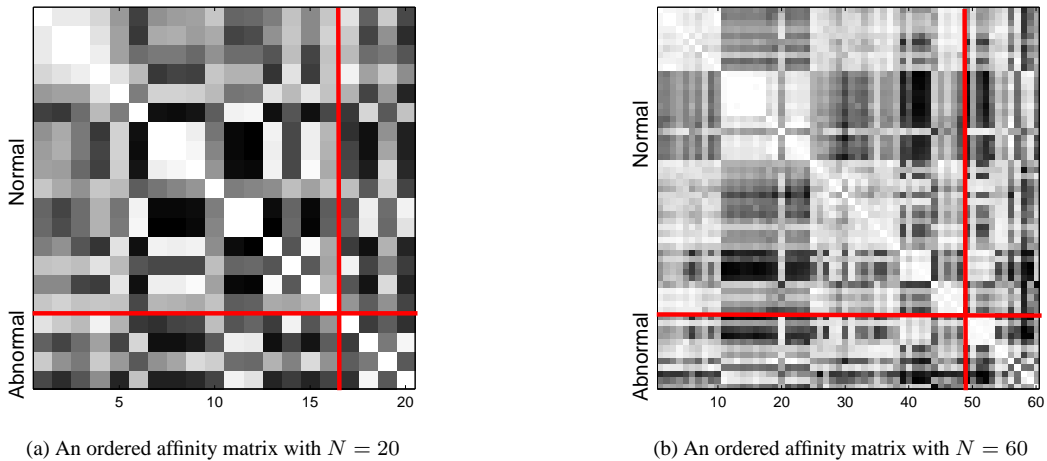 Normal
Abnormal
5 10 15 20
Normal
Abnormal
10 20 30 40 50 60
(a) An ordered affinity matrix with N = 20
(b) An ordered affinity matrix with N = 60